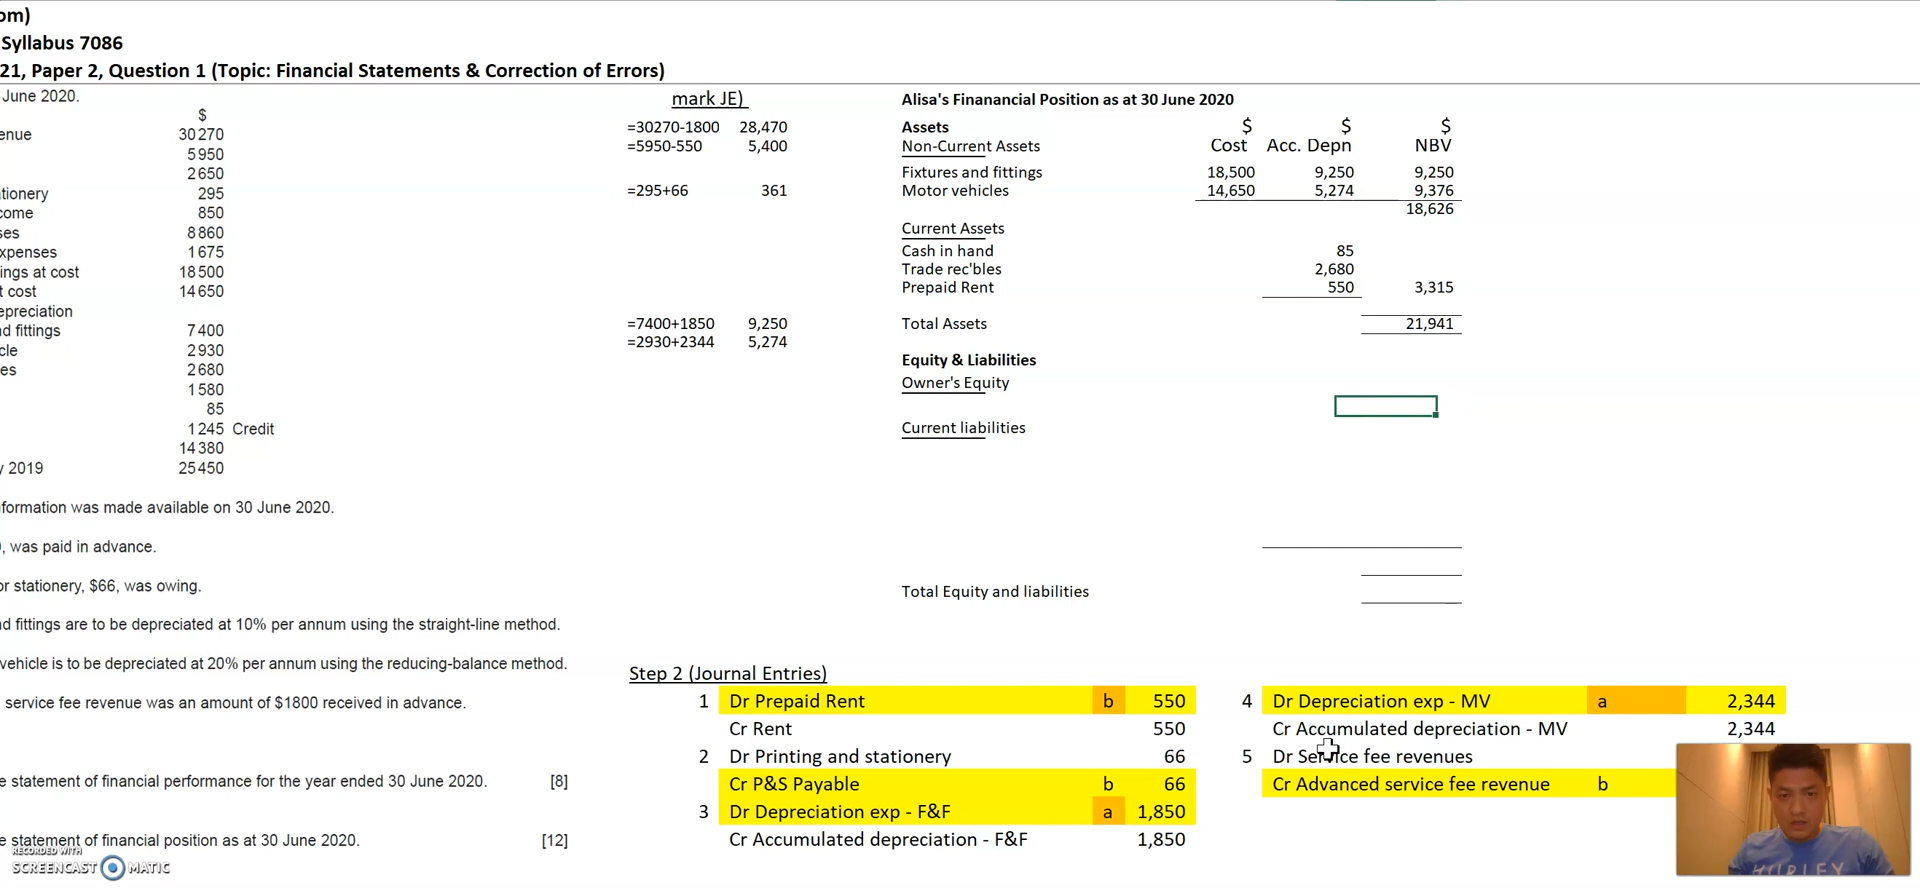 om)
Syllabus 7086
21, Paper 2, Question 1 (Topic: Financial Statements & Correction of Errors)
June 2020.
$
enue 30270
5950
2650
tionery 295
come 850
ses 8860
xpenses 1675
ings at cost 18500
t cost 14650
epreciation
nd fittings 7400
cle 2930
es 2680
1580
85
1245 Credit
14380
y 2019 25450
formation was made available on 30 June 2020.
), was paid in advance.
or stationery, $66, was owing.
nd fittings are to be depreciated at 10% per annum using the straight-line method.
vehicle is to be depreciated at 20% per annum using the reducing-balance method.
service fee revenue was an amount of $1800 received in advance.
e statement of financial performance for the year ended 30 June 2020. [8]
e statement of financial position as at 30 June 2020. [12]
RECORDED WITH
SCREENCAST MATIC
mark JE)
=30270-1800 28,470
=5950-550 5,400
=295+66 361
=7400+1850 9,250
=2930+2344 5,274
Alisa's Finanancial Position as at 30 June 2020
Assets $ $ $
Non-Current Assets Cost Acc. Depn NBV
Fixtures and fittings 18,500 9,250 9,250
Motor vehicles 14,650 5,274 9,376
18,626
Current Assets
Cash in hand 85
Trade rec'bles 2,680
Prepaid Rent 550 3,315
Total Assets 21,941
Equity & Liabilities
Owner's Equity
Current liabilities
Total Equity and liabilities
Step 2 (Journal Entries)
1 Dr Prepaid Rent b 550
Cr Rent 550
2 Dr Printing and stationery 66
Cr P&S Payable b 66
3 Dr Depreciation exp - F&F a 1,850
Cr Accumulated depreciation - F&F 1,850
4 Dr Depreciation exp - MV a 2,344
Cr Accumulated depreciation - MV 2,344
5 Dr Service fee revenues
Cr Advanced service fee revenue b
HURLEY